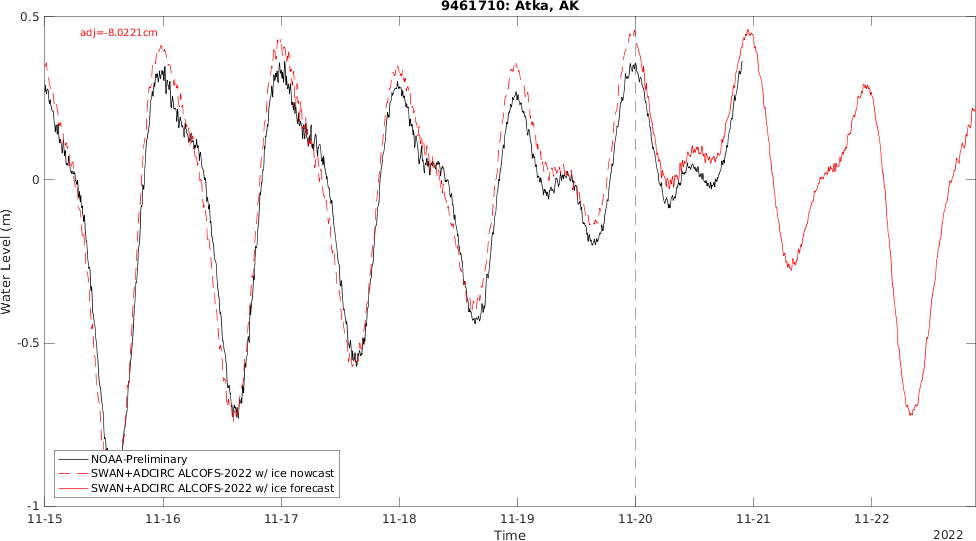 9461710: Atka, AK
adj=-8.0221cm
0.5
0
-0.5
-1
Water Level (m)
NOAA-Preliminary
SWAN+ADCIRC ALCOFS-2022 w/ ice nowcast
SWAN+ADCIRC ALCOFS-2022 w/ ice forecast
11-15 11-16 11-17 11-18 11-19 11-20 11-21 11-22
Time
2022